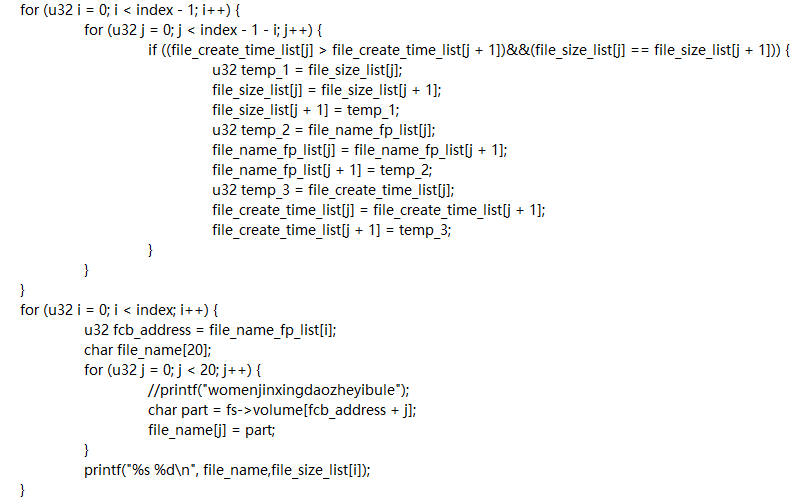 for (u32 i = 0; i < index - 1; i++) {
for (u32 j = 0; j < index - 1 - i; j++) {
if ((file_create_time_list[j] > file_create_time_list[j + 1])&&(file_size_list[j] == file_size_list[j + 1])) {
u32 temp_1 = file_size_list[j];
file_size_list[j] = file_size_list[j + 1];
file_size_list[j + 1] = temp_1;
u32 temp_2 = file_name_fp_list[j];
file_name_fp_list[j] = file_name_fp_list[j + 1];
file_name_fp_list[j + 1] = temp_2;
u32 temp_3 = file_create_time_list[j];
file_create_time_list[j] = file_create_time_list[j + 1];
file_create_time_list[j + 1] = temp_3;
}
}
}
for (u32 i = 0; i < index; i++) {
u32 fcb_address = file_name_fp_list[i];
char file_name[20];
for (u32 j = 0; j < 20; j++) {
//printf("womenjinxingdaozheyibule");
char part = fs->volume[fcb_address + j];
file_name[j] = part;
}
printf("%s %d\n", file_name,file_size_list[i]);
}